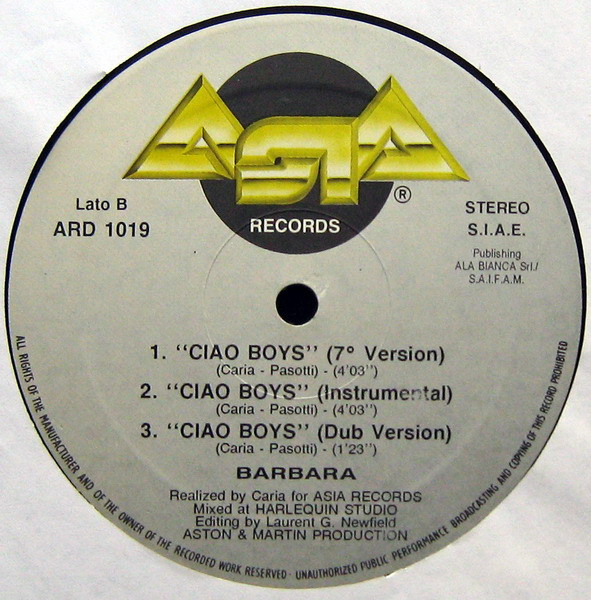 ASIA
®
RECORDS
Lato B
ARD 1019
STEREO
S.I.A.E.
Publishing
ALA BIANCA Srl./
S.A.I.F.A.M.
1. "CIAO BOYS" (7° Version)
(Caria - Pasotti) - (4'03'')
2. "CIAO BOYS" (Instrumental)
(Caria - Pasotti) - (4'03'')
3. "CIAO BOYS" (Dub Version)
(Caria - Pasotti) - (1'23'')
BARBARA
Realized by Caria for ASIA RECORDS
Mixed at HARLEQUIN STUDIO
Editing by Laurent G. Newfield
ASTON & MARTIN PRODUCTION
ALL RIGHTS OF THE MANUFACTURER AND OF THE OWNER OF THE RECORDED WORK RESERVED - UNAUTHORIZED PUBLIC PERFORMANCE BROADCASTING AND COPYING OF THIS RECORD PROHIBITED